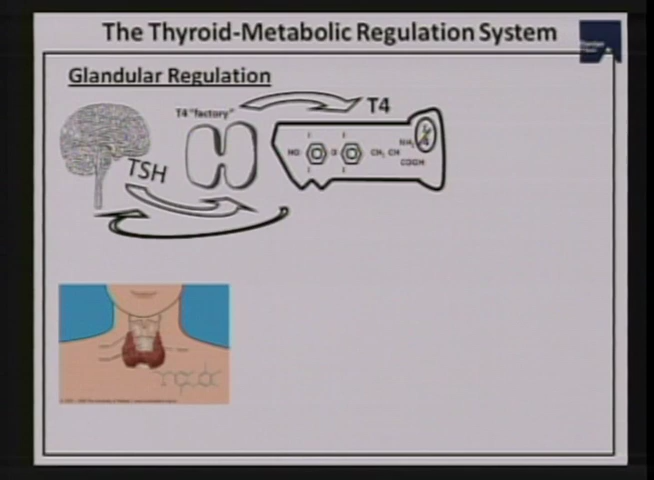 The Thyroid-Metabolic Regulation System
Glandular Regulation
T4 "factory"
T4
TSH
I I
HO O CH₂ CH
NH₂
COOH
I I